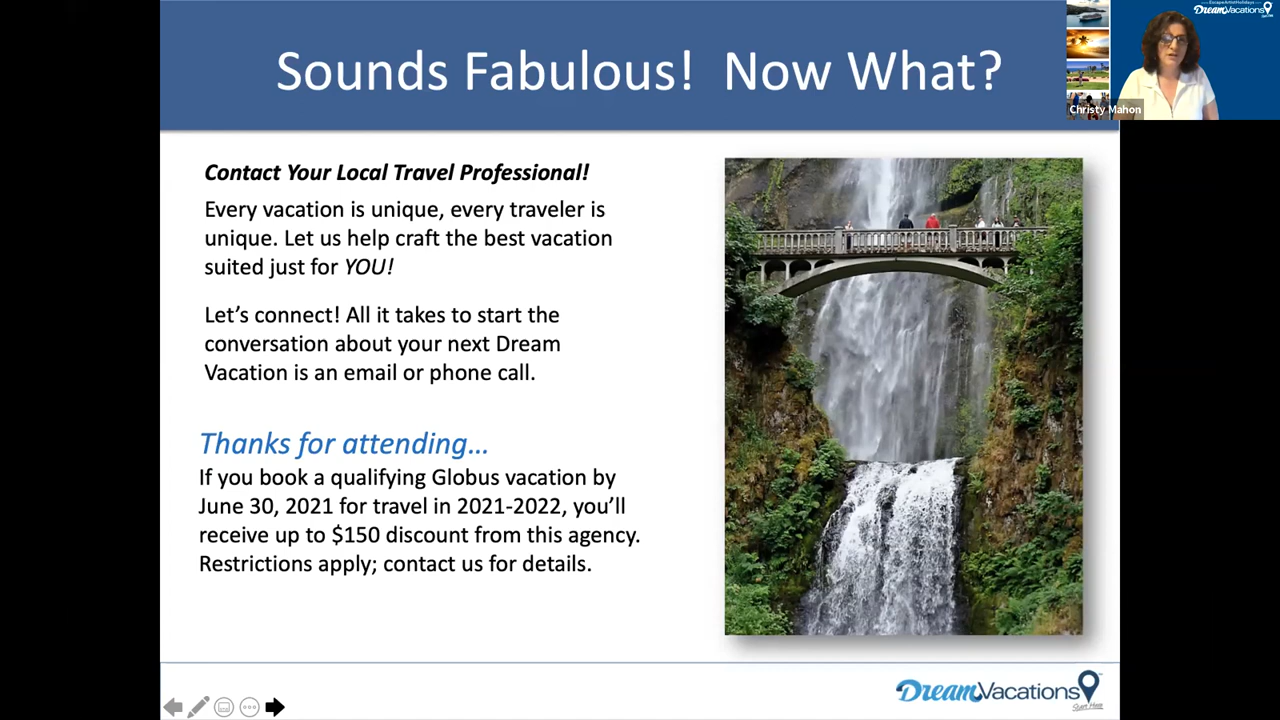 Sounds Fabulous! Now What?
EscapeArtistHolidays
DreamVacations
Christy Mahon
Contact Your Local Travel Professional!
Every vacation is unique, every traveler is
unique. Let us help craft the best vacation
suited just for YOU!
Let’s connect! All it takes to start the
conversation about your next Dream
Vacation is an email or phone call.
Thanks for attending…
If you book a qualifying Globus vacation by
June 30, 2021 for travel in 2021-2022, you’ll
receive up to $150 discount from this agency.
Restrictions apply; contact us for details.
DreamVacations
Start Here